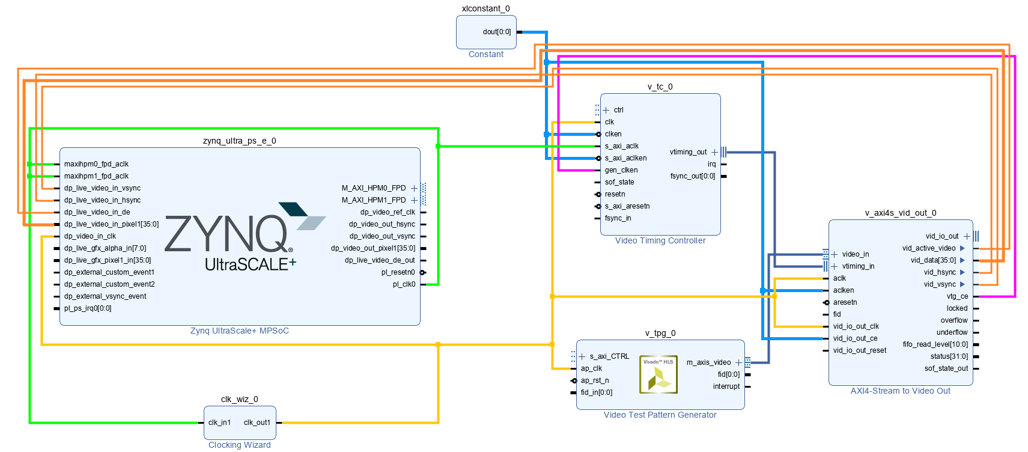 xlconstant_0
dout[0:0]
Constant
v_tc_0
ctrl
clk
clken
s_axi_aclk
s_axi_aclken
gen_clken
sof_state
resetn
s_axi_aresetn
fsync_in
vtiming_out
irq
fsync_out[0:0]
Video Timing Controller
zynq_ultra_ps_e_0
maxihpm0_fpd_aclk
maxihpm1_fpd_aclk
dp_live_video_in_vsync
dp_live_video_in_hsync
dp_live_video_in_de
dp_live_video_in_pixel1[35:0]
dp_video_in_clk
dp_live_gfx_alpha_in[7:0]
dp_live_gfx_pixel1_in[35:0]
dp_external_custom_event1
dp_external_custom_event2
dp_external_vsync_event
pl_ps_irq0[0:0]
ZYNQ
UltraSCALE+
M_AXI_HPM0_FPD
M_AXI_HPM1_FPD
dp_video_ref_clk
dp_video_out_hsync
dp_video_out_vsync
dp_video_out_pixel1[35:0]
dp_live_video_de_out
pl_resetn0
pl_clk0
Zynq UltraScale+ MPSoC
v_axi4s_vid_out_0
video_in
vtiming_in
aclk
aclken
aresetn
fid
vid_io_out_clk
vid_io_out_ce
vid_io_out_reset
vid_io_out
vid_active_video
vid_data[35:0]
vid_hsync
vid_vsync
vtg_ce
locked
overflow
underflow
fifo_read_level[10:0]
status[31:0]
sof_state_out
AXI4-Stream to Video Out
v_tpg_0
s_axi_CTRL
ap_clk
ap_rst_n
fid_in[0:0]
Vivado™ HLS
m_axis_video
fid[0:0]
interrupt
Video Test Pattern Generator
clk_wiz_0
clk_in1
clk_out1
Clocking Wizard